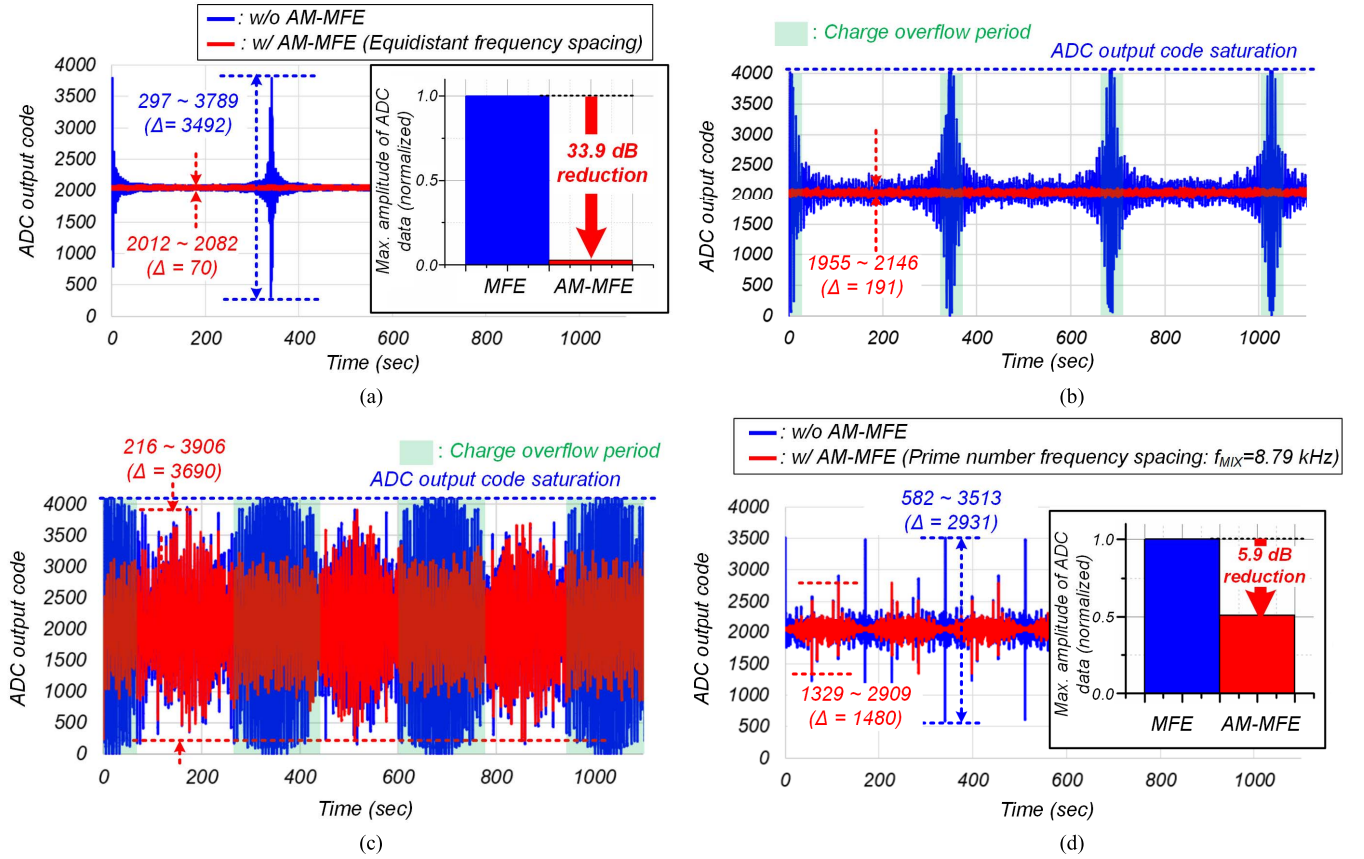 : w/o AM-MFE
: w/ AM-MFE (Equidistant frequency spacing)
4000
3500
3000
2500
2000
1500
1000
500
0
ADC output code
297 ~ 3789
(Δ = 3492)
2012 ~ 2082
(Δ = 70)
0
200
400
1000
Time (sec)
Max. amplitude of ADC
data (normalized)
1.0
0.5
0.0
33.9 dB
reduction
MFE
AM-MFE
(a)
: Charge overflow period
ADC output code saturation
4000
3500
3000
2500
2000
1500
1000
500
0
ADC output code
1955 ~ 2146
(Δ = 191)
0
200
400
600
800
1000
Time (sec)
(b)
216 ~ 3906
(Δ = 3690)
: Charge overflow period
ADC output code saturation
4000
3500
3000
2500
2000
1500
1000
500
0
ADC output code
0
200
400
600
800
1000
Time (sec)
(c)
: w/o AM-MFE
: w/ AM-MFE (Prime number frequency spacing: fMIX=8.79 kHz)
4000
3500
3000
2500
2000
1500
1000
500
0
ADC output code
582 ~ 3513
(Δ = 2931)
1329 ~ 2909
(Δ = 1480)
0
200
400
1000
Time (sec)
Max. amplitude of ADC
data (normalized)
1.0
0.5
0.0
5.9 dB
reduction
MFE
AM-MFE
(d)